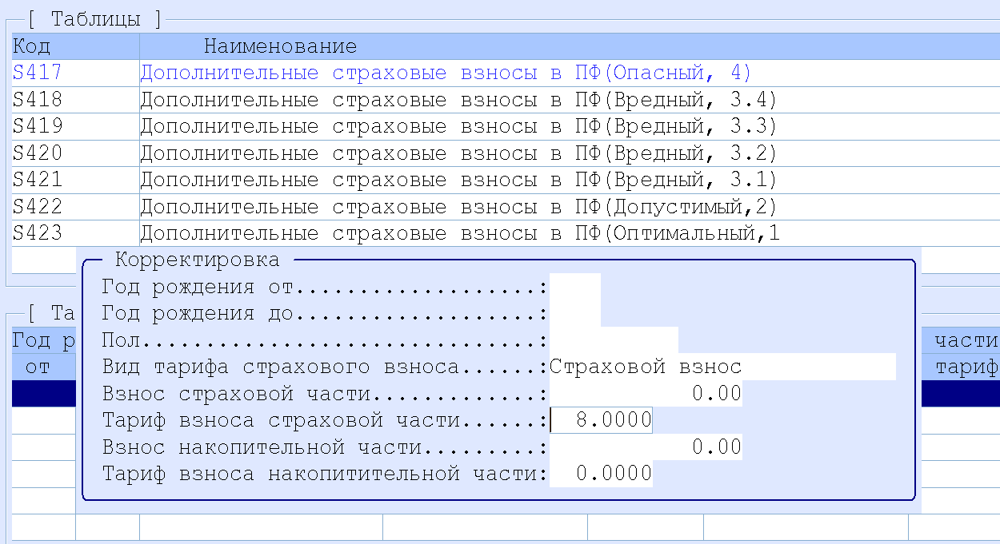 [ Таблицы ]
Код Наименование
S417 Дополнительные страховые взносы в ПФ(Опасный, 4)
S418 Дополнительные страховые взносы в ПФ(Вредный, 3.4)
S419 Дополнительные страховые взносы в ПФ(Вредный, 3.3)
S420 Дополнительные страховые взносы в ПФ(Вредный, 3.2)
S421 Дополнительные страховые взносы в ПФ(Вредный, 3.1)
S422 Дополнительные страховые взносы в ПФ(Допустимый,2)
S423 Дополнительные страховые взносы в ПФ(Оптимальный,1
Корректировка
Год рождения от...................:
Год рождения до...................:
[ Та
Год р Пол...............................: части
от Вид тарифа страхового взноса......:Страховой взнос тариф
Взнос страховой части.............: 0.00
Тариф взноса страховой части......: 8.0000
Взнос накопительной части.........: 0.00
Тариф взноса накопитительной части: 0.0000